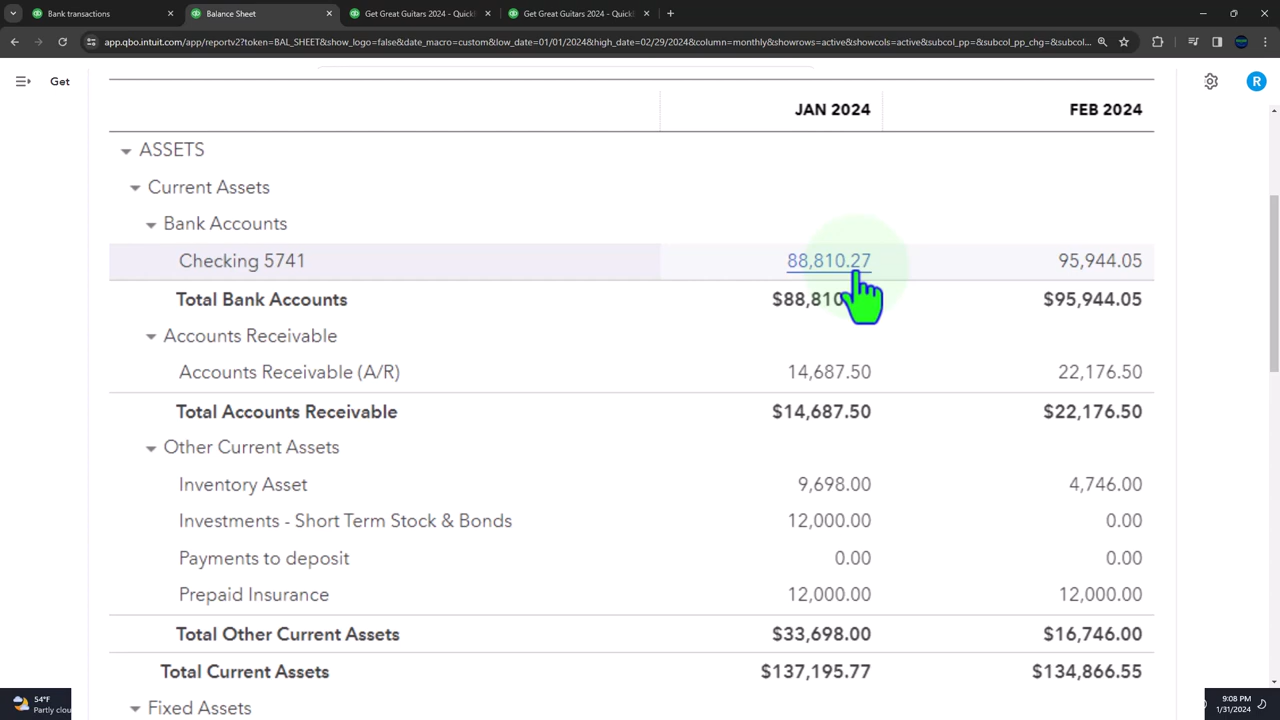 Bank transactions
Balance Sheet
Get Great Guitars 2024 - Quick
Get Great Guitars 2024 - Quick
app.qbo.intuit.com/app/reportv2?token=BAL_SHEET&show_logo=false&date_macro=custom&low_date=01/01/2024&high_date=02/29/2024&column=monthly&showrows=active&showcols=active&subcol_pp=&subcol_pp_chg=&subcol...
Get
R
JAN 2024 FEB 2024
ASSETS
Current Assets
Bank Accounts
Checking 5741 88,810.27 95,944.05
Total Bank Accounts $88,810 $95,944.05
Accounts Receivable
Accounts Receivable (A/R) 14,687.50 22,176.50
Total Accounts Receivable $14,687.50 $22,176.50
Other Current Assets
Inventory Asset 9,698.00 4,746.00
Investments - Short Term Stock & Bonds 12,000.00 0.00
Payments to deposit 0.00 0.00
Prepaid Insurance 12,000.00 12,000.00
Total Other Current Assets $33,698.00 $16,746.00
Total Current Assets $137,195.77 $134,866.55
Fixed Assets
54°F
Partly clou
9:08 PM
1/31/2024